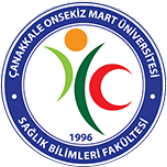 ÇANAKKALE ONSEKİZ MART ÜNİVERSİTESİ
1996
SAĞLIK BİLİMLERİ FAKÜLTESİ